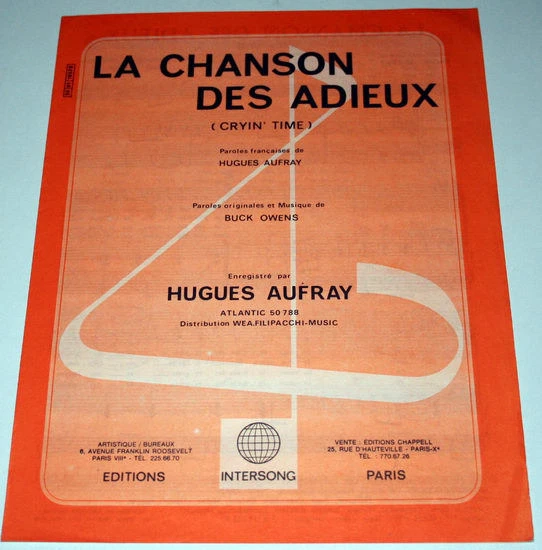 LA CHANSON
DES ADIEUX
( CRYIN' TIME )
Paroles françaises de
HUGUES AUFRAY
Paroles originales et Musique de
BUCK OWENS
Enregistré par
HUGUES AUFRAY
ATLANTIC 50 788
Distribution WEA.FILIPACCHI-MUSIC
ARTISTIQUE / BUREAUX
6, AVENUE FRANKLIN ROOSEVELT
PARIS VIIIe - TÉL. 225.66.70
EDITIONS
INTERSONG
VENTE : EDITIONS CHAPPELL
25, RUE D'HAUTEVILLE - PARIS-Xe
TÉL. : 770.67.26
PARIS